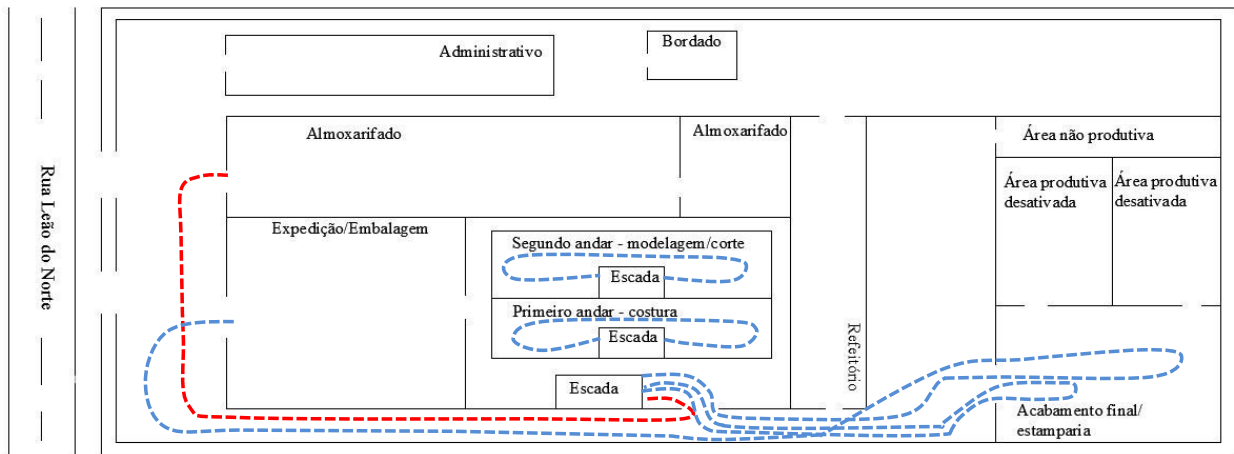 Administrativo
Bordado
Almoxarifado
Almoxarifado
Área não produtiva
Rua Leão do Norte
Área produtiva
desativada
Área produtiva
desativada
Expedição/Embalagem
Segundo andar - modelagem/corte
Escada
Primeiro andar - costura
Escada
Refeitório
Escada
Acabamento final/
estamparia